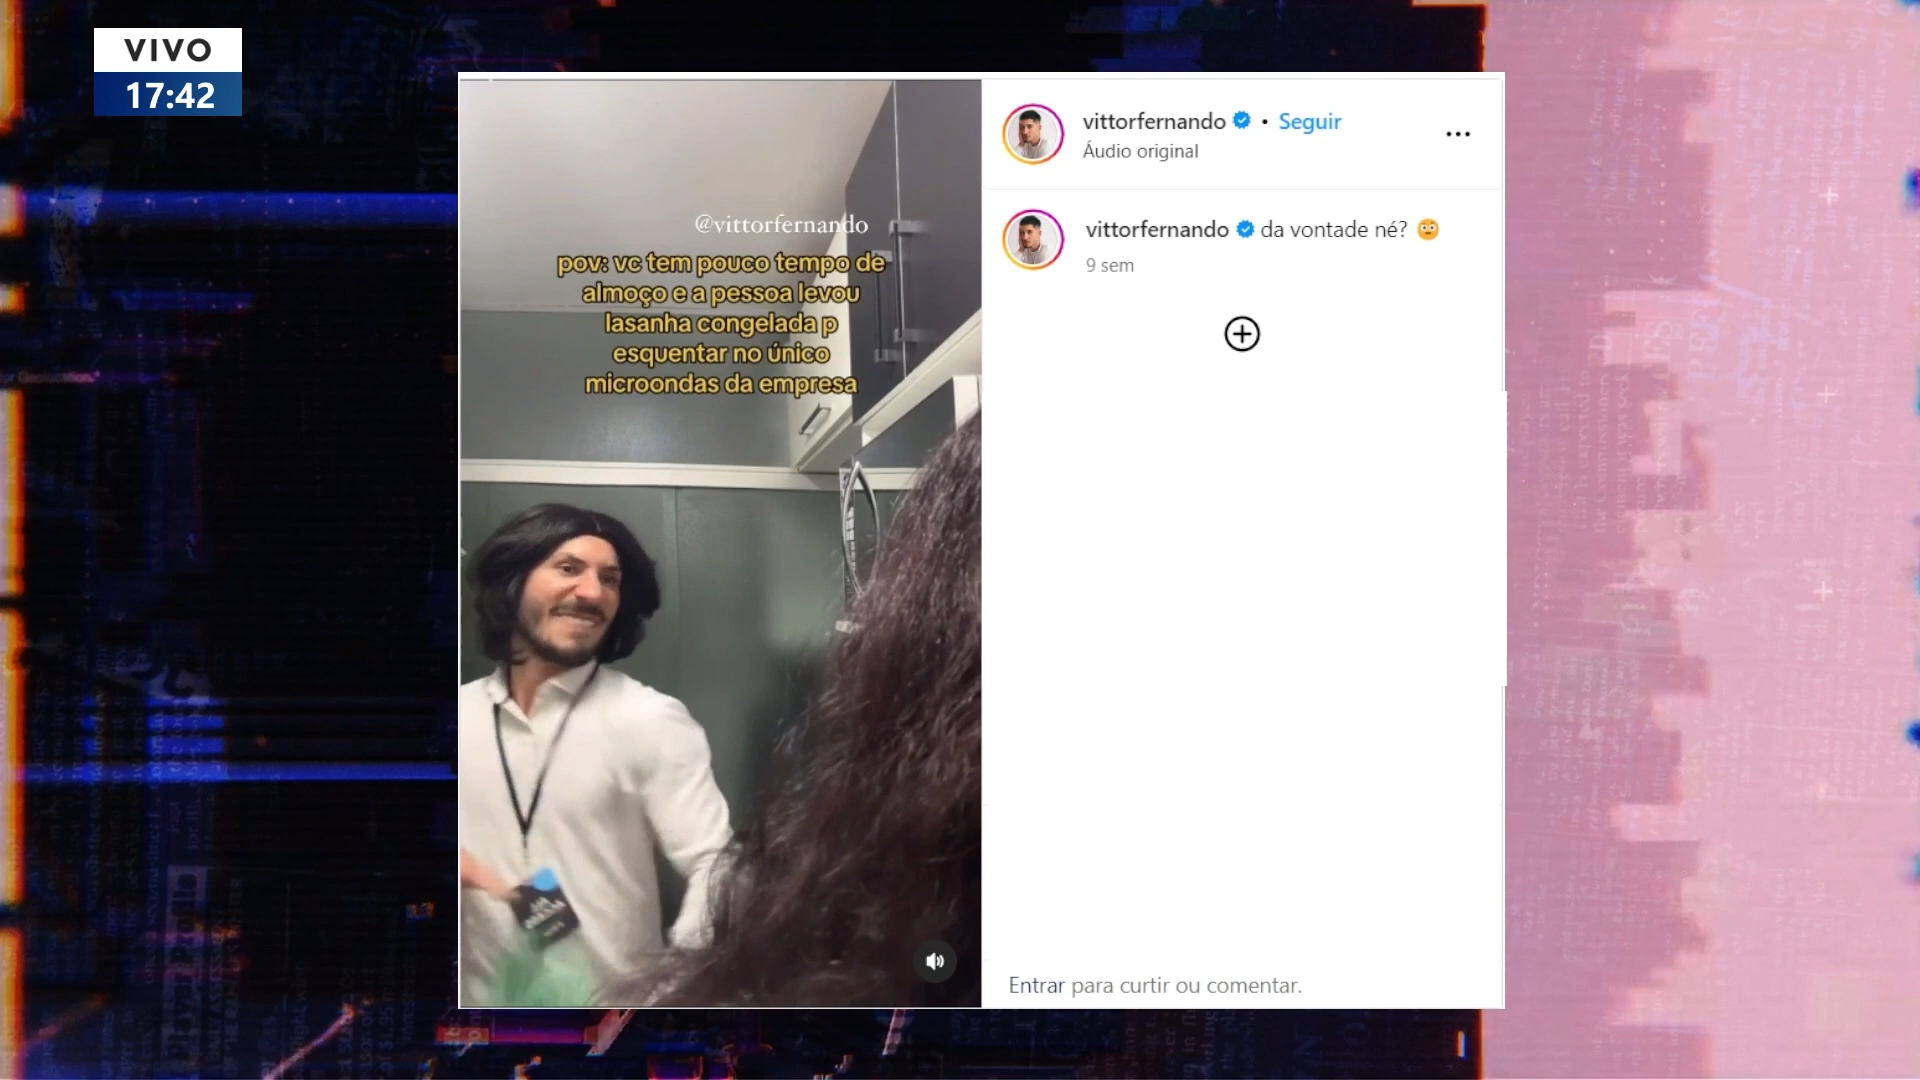 VIVO
17:42
@vittorfernando
pov: vc tem pouco tempo de
almoço e a pessoa levou
lasanha congelada p
esquentar no único
microondas da empresa
vittorfernando • Seguir
Áudio original
vittorfernando da vontade né? 😳
9 sem
Entrar para curtir ou comentar.